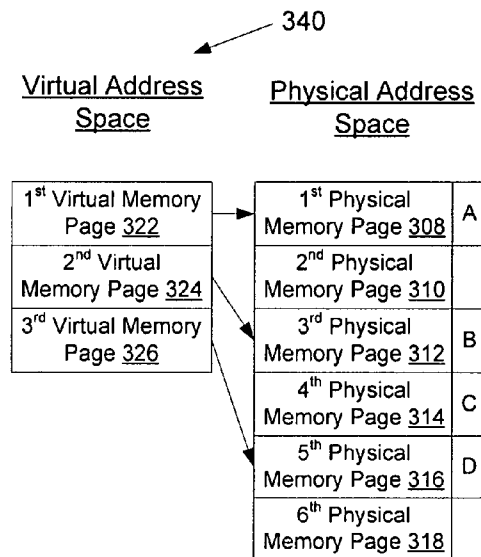 340
Virtual Address
Space
Physical Address
Space
1st Virtual Memory
Page 322
2nd Virtual
Memory Page 324
3rd Virtual Memory
Page 326
1st Physical
Memory Page 308
A
2nd Physical
Memory Page 310
3rd Physical
Memory Page 312
B
4th Physical
Memory Page 314
C
5th Physical
Memory Page 316
D
6th Physical
Memory Page 318